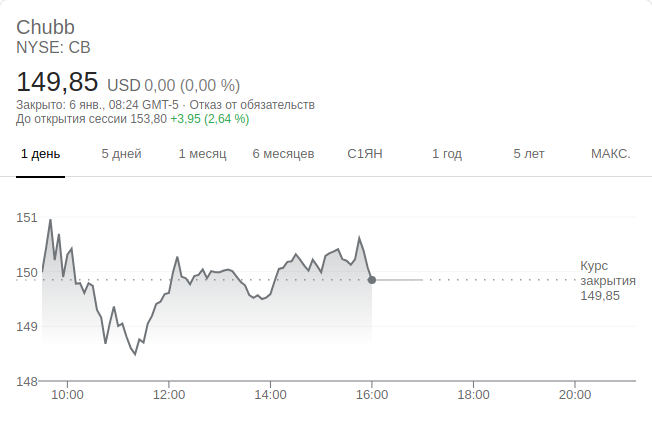 Chubb
NYSE: CB
149,85 USD 0,00 (0,00 %)
Закрыто: 6 янв., 08:24 GMT-5 · Отказ от обязательств
До открытия сессии 153,80 +3,95 (2,64 %)
1 день 5 дней 1 месяц 6 месяцев С1ЯН 1 год 5 лет МАКС.
151
150
149
148
Курс
закрытия
149,85
10:00 12:00 14:00 16:00 18:00 20:00